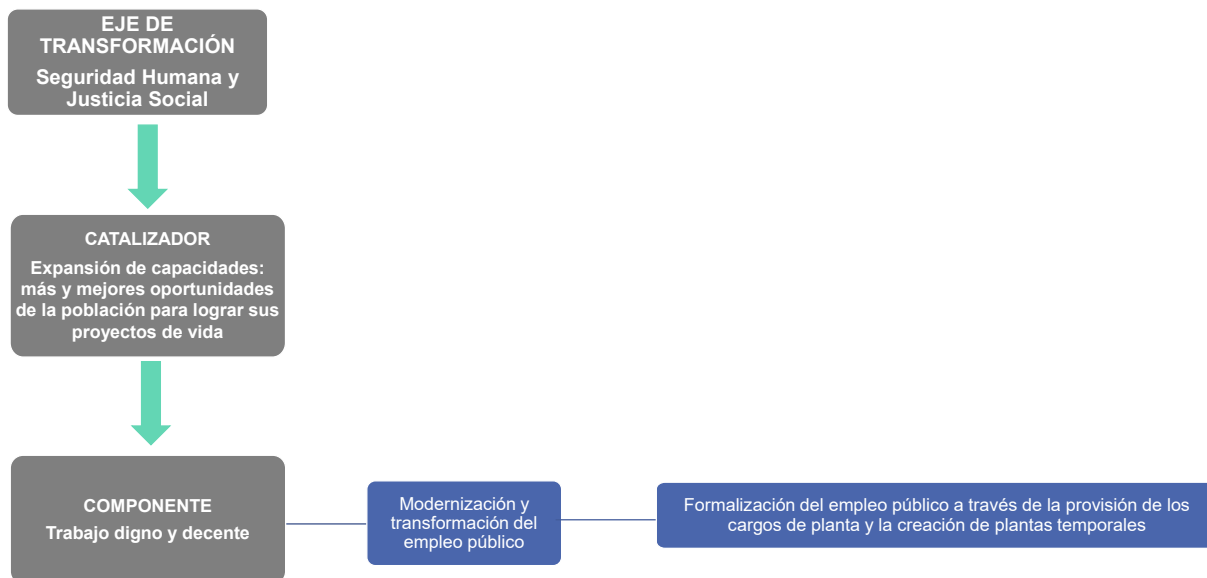 EJE DE
TRANSFORMACIÓN
Seguridad Humana y
Justicia Social
CATALIZADOR
Expansión de capacidades:
más y mejores oportunidades
de la población para lograr sus
proyectos de vida
COMPONENTE
Trabajo digno y decente
Modernización y
transformación del
empleo público
Formalización del empleo público a través de la provisión de los
cargos de planta y la creación de plantas temporales